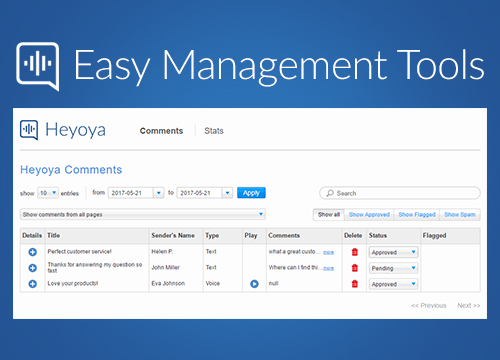 Easy Management Tools
Heyoya Comments Stats
Heyoya Comments
show 10 entries from 2017-05-21 to 2017-05-21 Apply Search
Show comments from all pages Show all Show Approved Show Flagged Show Spam
Details Title Sender's Name Type Play Comments Delete Status Flagged
Perfect customer service! Helen P. Text what a great custo... more Approved
Thanks for answering my question so fast John Miller Text Where can I find thi... more Pending
Love your products! Eva Johnson Voice null Approved
<< Previous Next >>